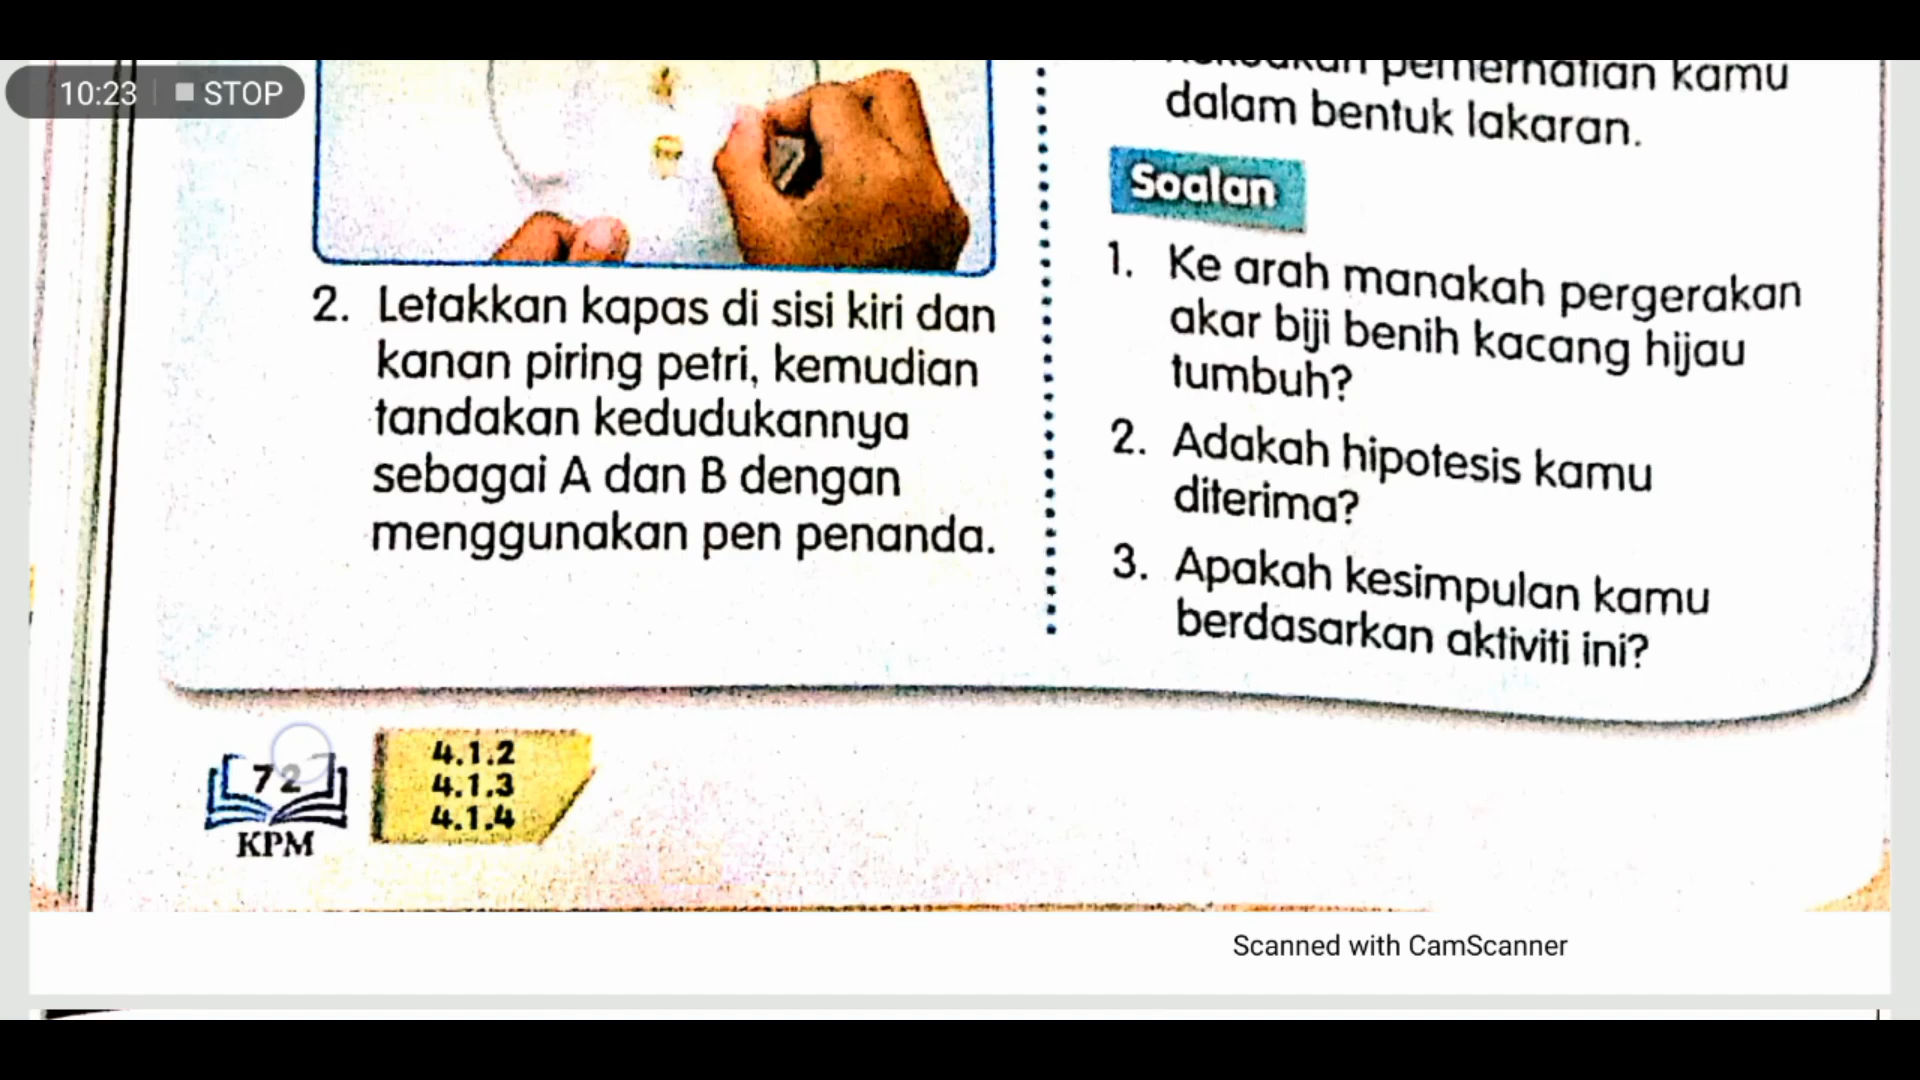 10:23 STOP
2. Letakkan kapas di sisi kiri dan
kanan piring petri, kemudian
tandakan kedudukannya
sebagai A dan B dengan
menggunakan pen penanda.
pemerhatian kamu
dalam bentuk lakaran.
Soalan
1. Ke arah manakah pergerakan
akar biji benih kacang hijau
tumbuh?
2. Adakah hipotesis kamu
diterima?
3. Apakah kesimpulan kamu
berdasarkan aktiviti ini?
72
KPM
4.1.2
4.1.3
4.1.4
Scanned with CamScanner